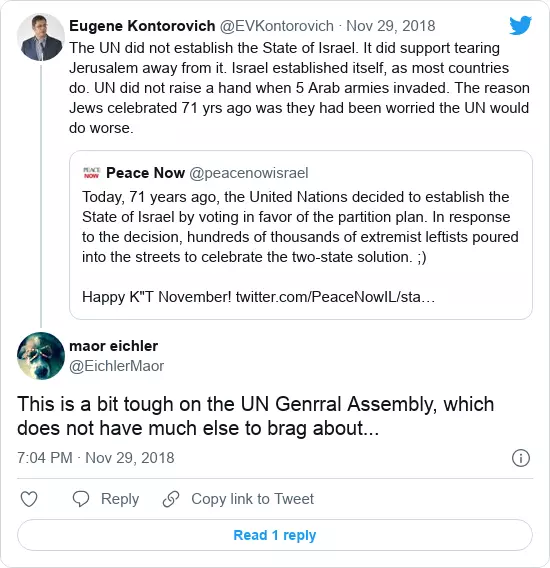 Eugene Kontorovich @EVKontorovich · Nov 29, 2018
The UN did not establish the State of Israel. It did support tearing
Jerusalem away from it. Israel established itself, as most countries
do. UN did not raise a hand when 5 Arab armies invaded. The reason
Jews celebrated 71 yrs ago was they had been worried the UN would
do worse.
PEACE NOW Peace Now @peacenowisrael
Today, 71 years ago, the United Nations decided to establish the
State of Israel by voting in favor of the partition plan. In response
to the decision, hundreds of thousands of extremist leftists poured
into the streets to celebrate the two-state solution. ;)
Happy K"T November! twitter.com/PeaceNowIL/sta…
maor eichler
@EichlerMaor
This is a bit tough on the UN Genrral Assembly, which
does not have much else to brag about...
7:04 PM · Nov 29, 2018
Reply Copy link to Tweet
Read 1 reply